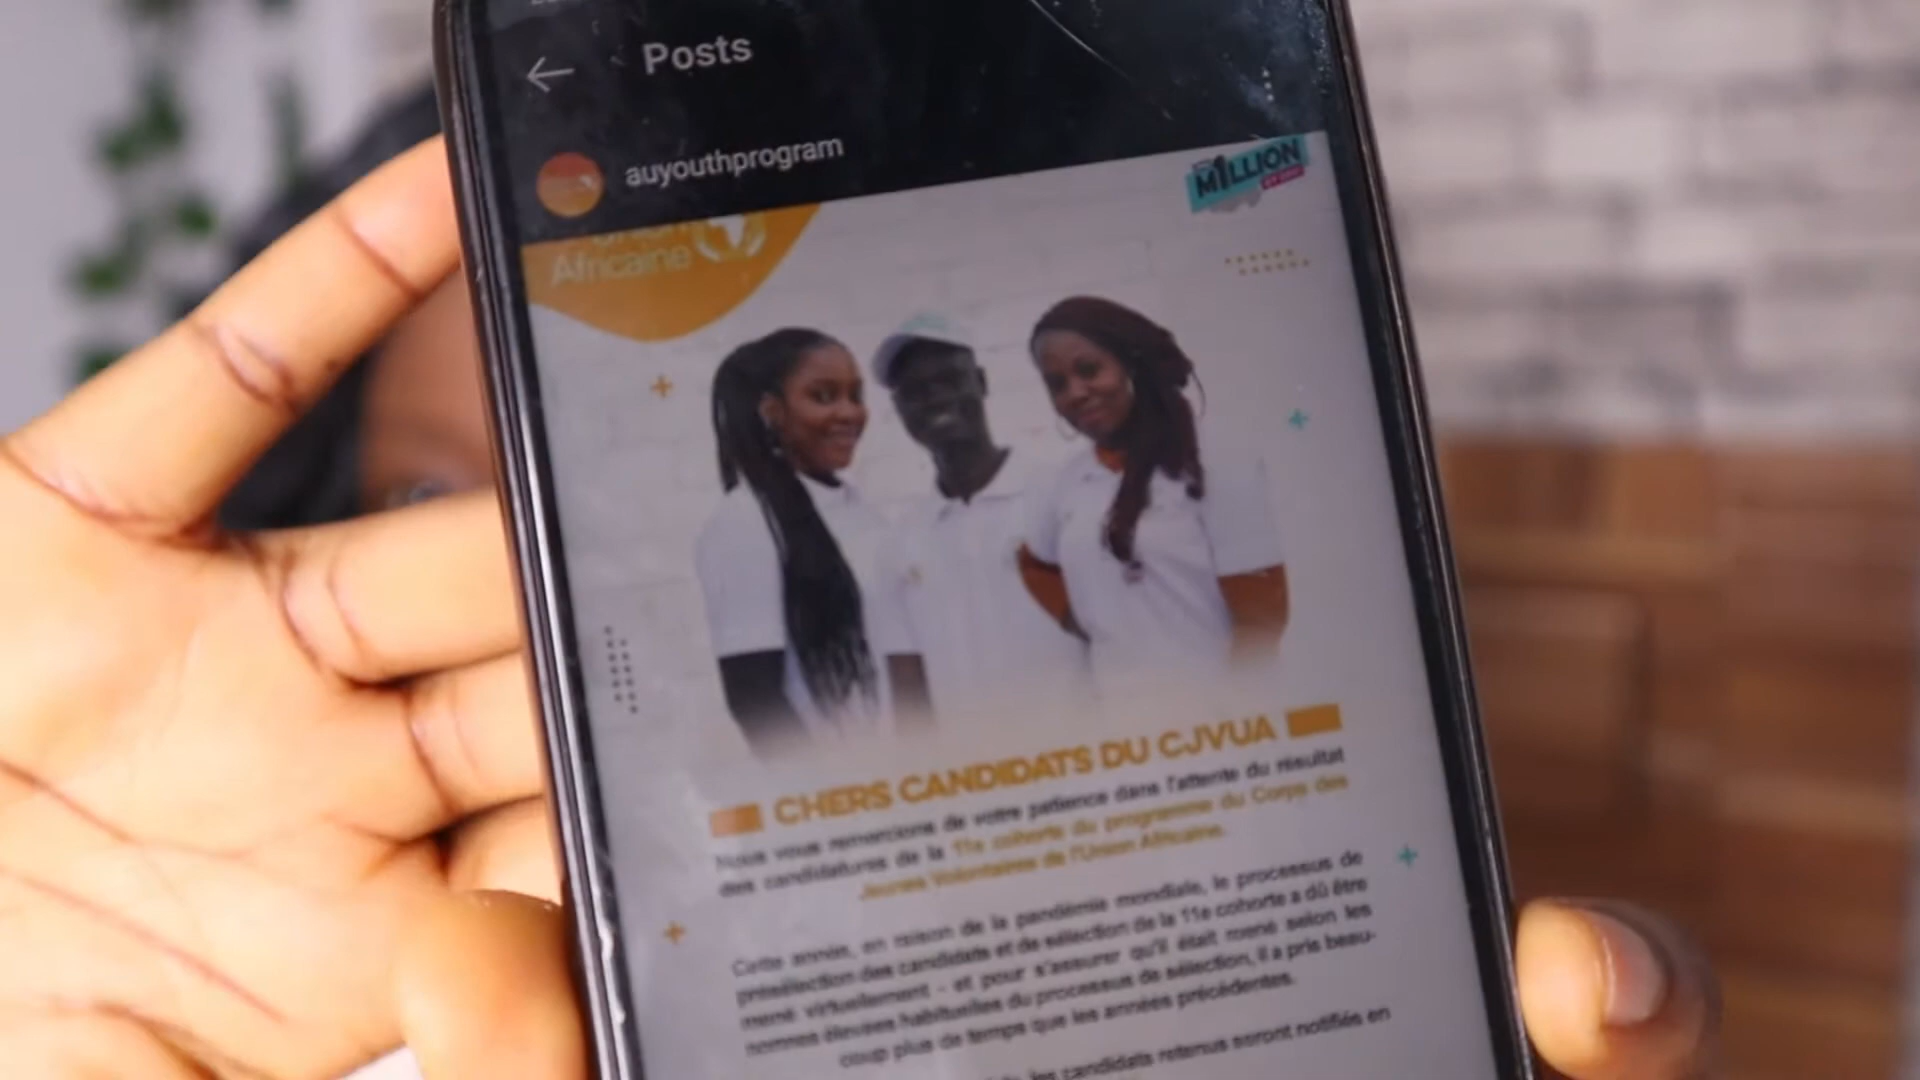 Posts
auyouthprogram
MILLION
Africaine
CHERS CANDIDATS DU CJVUA
Nous vous remercions de votre patience dans l'attente du résultat
des candidatures de la 11e cohorte du programme du Corps des
Jeunes Volontaires de l'Union Africaine.
Cette année, en raison de la pandémie mondiale, le processus de
présélection des candidats et de sélection de la 11e cohorte a dû être
mené virtuellement - et pour s'assurer qu'il était mené selon les
normes élevées habituelles du processus de sélection, il a pris beau-
coup plus de temps que les années précédentes.
les candidats retenus seront notifiés en